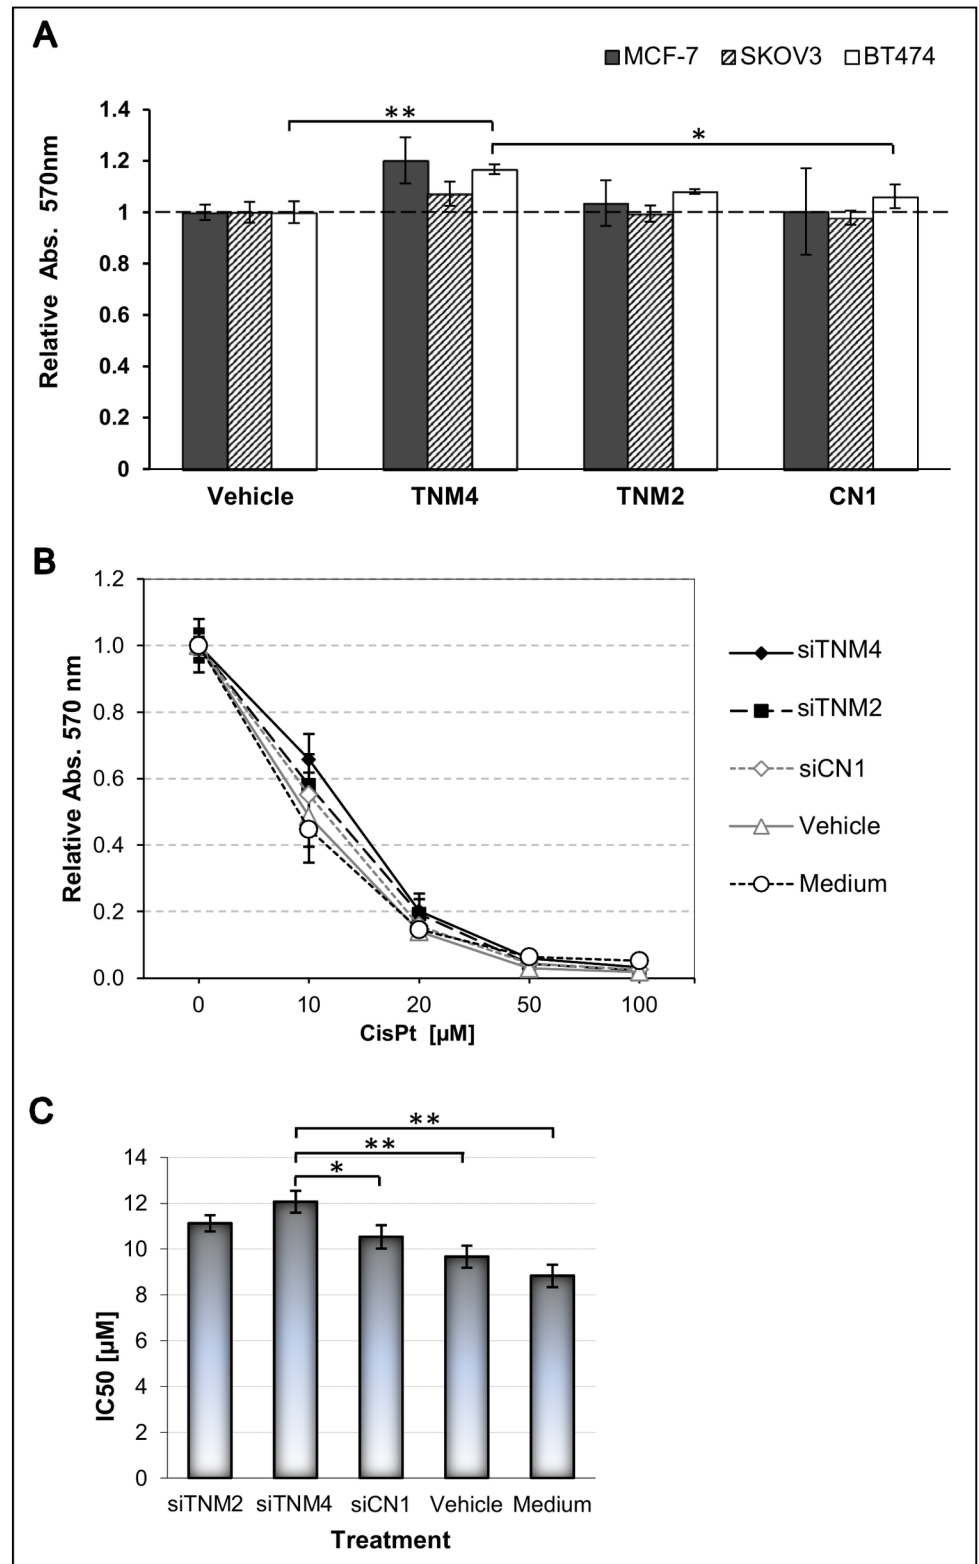 A
MCF-7 SKOV3 BT474
** *
1.4
1.2
1
0.8
0.6
0.4
0.2
0
Relative Abs. 570nm
Vehicle TNM4 TNM2 CN1
B
1.2
1.0
0.8
0.6
0.4
0.2
0.0
Relative Abs. 570 nm
0 10 20 50 100
CisPt [µM]
siTNM4
siTNM2
siCN1
Vehicle
Medium
C
**
**
*
14
12
10
8
6
4
2
0
IC50 [µM]
siTNM2 siTNM4 siCN1 Vehicle Medium
Treatment